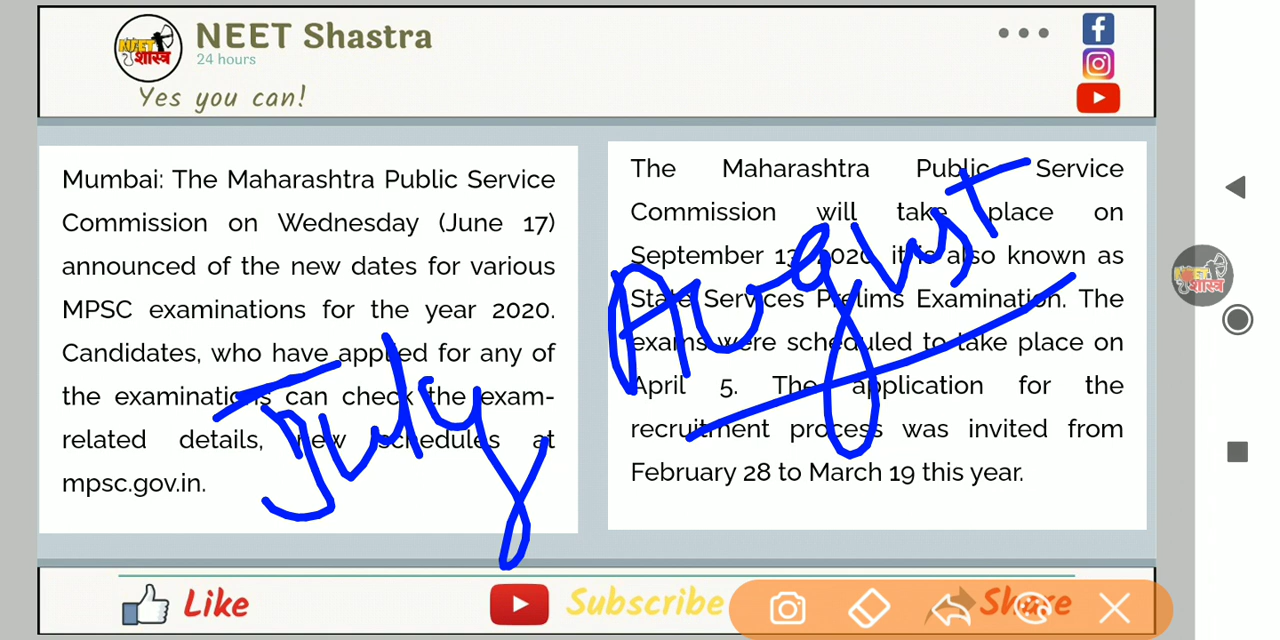 NEET शास्त्र
NEET Shastra
24 hours
Yes you can!
Mumbai: The Maharashtra Public Service
Commission on Wednesday (June 17)
announced of the new dates for various
MPSC examinations for the year 2020.
Candidates, who have applied for any of
the examinations can check the exam-
related details, new schedules at
mpsc.gov.in.
July
The Maharashtra Public Service
Commission will take place on
September 13, 2020, it is also known as
State Services Prelims Examination. The
exams were scheduled to take place on
April 5. The application for the
recruitment process was invited from
February 28 to March 19 this year.
August
NEET शास्त्र
Like
Subscribe
Share